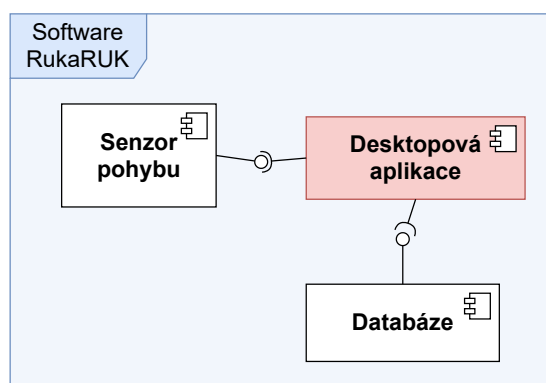 Software
RukaRUK
Senzor
pohybu
Desktopová
aplikace
Databáze